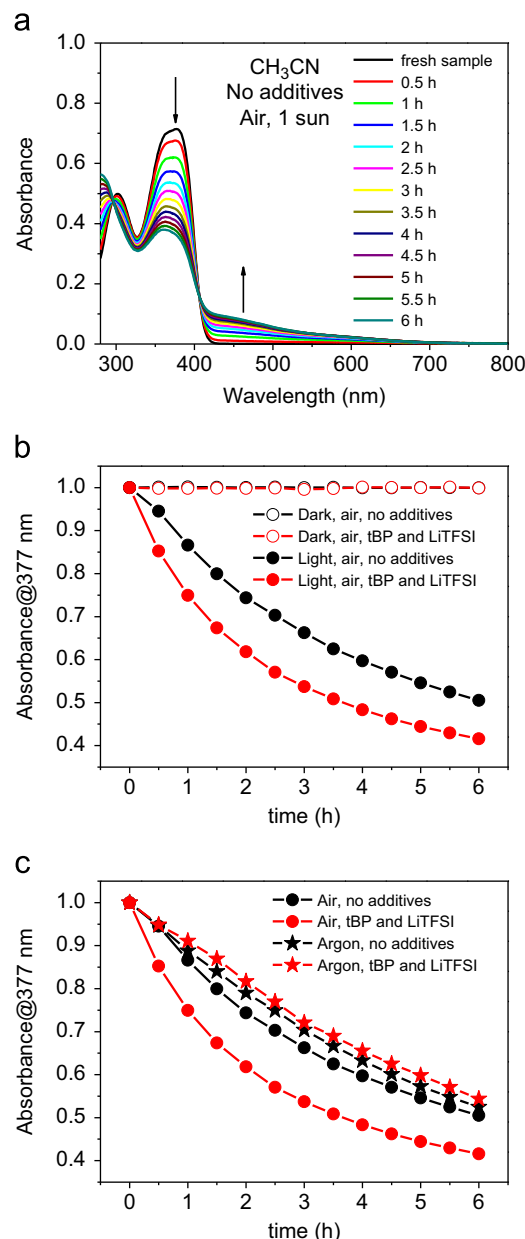 a
CH₃CN
No additives
Air, 1 sun
fresh sample
0.5 h
1 h
1.5 h
2 h
2.5 h
3 h
3.5 h
4 h
4.5 h
5 h
5.5 h
6 h
1.0
0.8
0.6
0.4
0.2
0.0
Absorbance
300 400 500 600 700 800
Wavelength (nm)
b
1.0
0.9
0.8
0.7
0.6
0.5
0.4
Absorbance@377 nm
Dark, air, no additives
Dark, air, tBP and LiTFSI
Light, air, no additives
Light, air, tBP and LiTFSI
0 1 2 3 4 5 6
time (h)
c
1.0
0.9
0.8
0.7
0.6
0.5
0.4
Absorbance@377 nm
Air, no additives
Air, tBP and LiTFSI
Argon, no additives
Argon, tBP and LiTFSI
0 1 2 3 4 5 6
time (h)